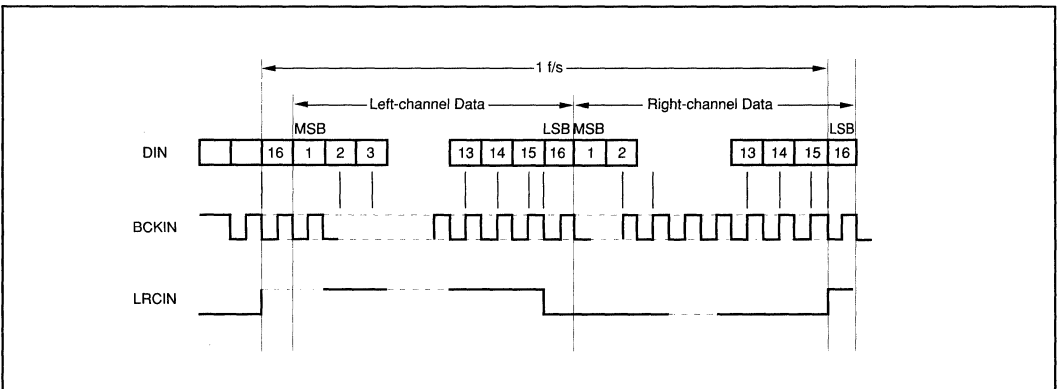 1 f/s
Left-channel Data Right-channel Data
MSB LSB MSB LSB
DIN 16 1 2 3 13 14 15 16 1 2 13 14 15 16
BCKIN
LRCIN